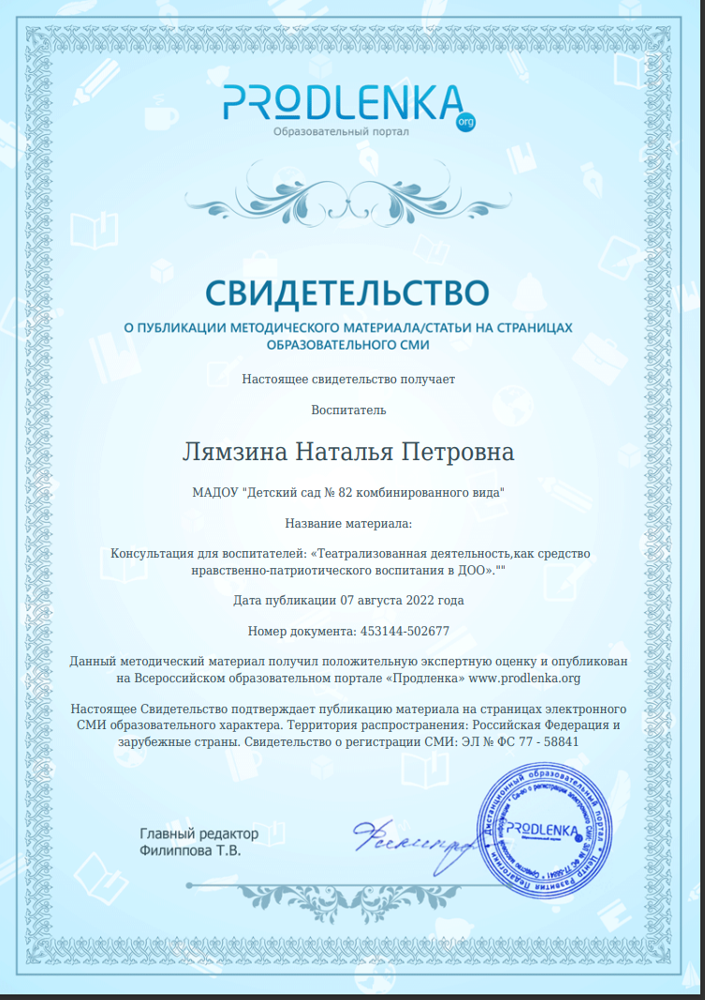 PRODLENKA.org
Образовательный портал
СВИДЕТЕЛЬСТВО
О ПУБЛИКАЦИИ МЕТОДИЧЕСКОГО МАТЕРИАЛА/СТАТЬИ НА СТРАНИЦАХ
ОБРАЗОВАТЕЛЬНОГО СМИ
Настоящее свидетельство получает
Воспитатель
Лямзина Наталья Петровна
МАДОУ "Детский сад № 82 комбинированного вида"
Название материала:
Консультация для воспитателей: «Театрализованная деятельность,как средство
нравственно-патриотического воспитания в ДОО».""
Дата публикации 07 августа 2022 года
Номер документа: 453144-502677
Данный методический материал получил положительную экспертную оценку и опубликован
на Всероссийском образовательном портале «Продленка» www.prodlenka.org
Настоящее Свидетельство подтверждает публикацию материала на страницах электронного
СМИ образовательного характера. Территория распространения: Российская Федерация и
зарубежные страны. Свидетельство о регистрации СМИ: ЭЛ № ФС 77 - 58841
Главный редактор
Филиппова Т.В.
Дистанционный образовательный портал * Центр Развития Педагогики *
PRODLENKA